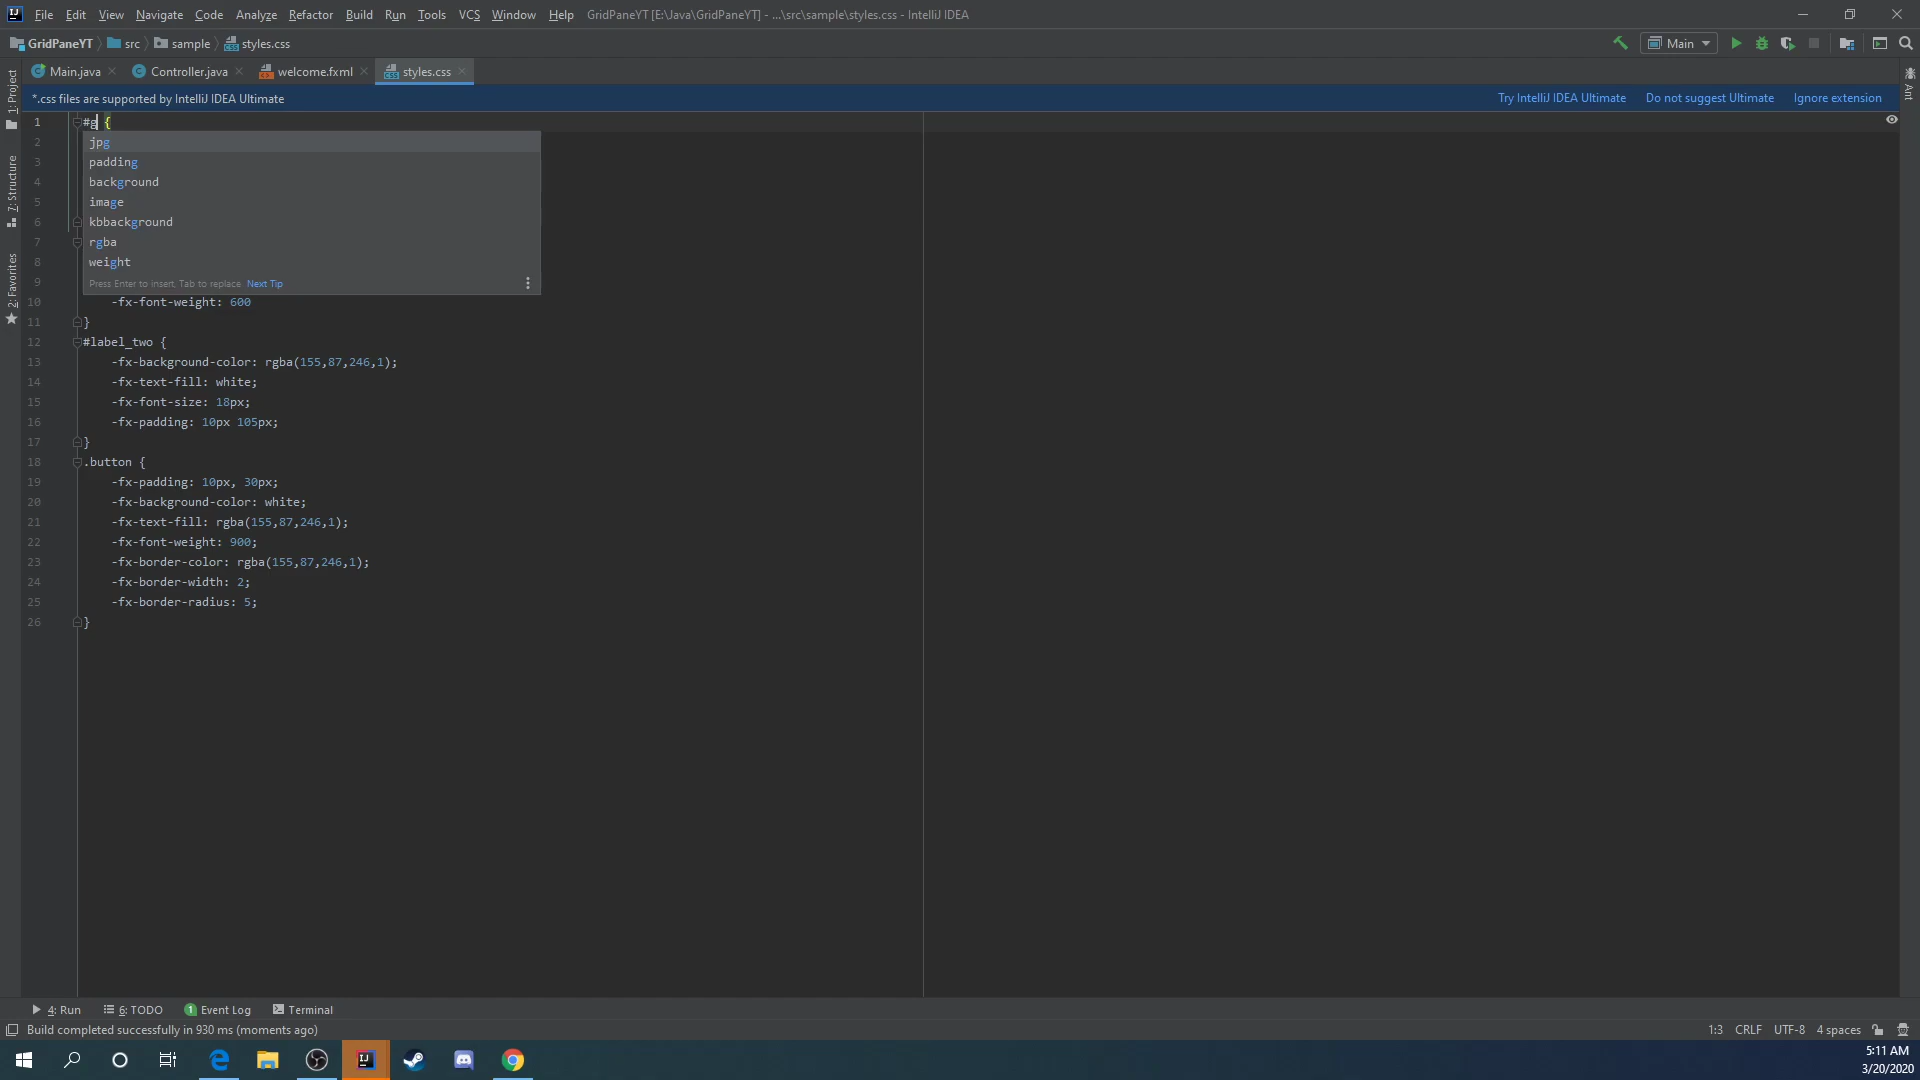 File Edit View Navigate Code Analyze Refactor Build Run Tools VCS Window Help GridPaneYT [E:\Java\GridPaneYT] - ...\src\sample\styles.css - IntelliJ IDEA
GridPaneYT src sample styles.css Main
Main.java Controller.java welcome.fxml styles.css
*.css files are supported by IntelliJ IDEA Ultimate Try IntelliJ IDEA Ultimate Do not suggest Ultimate Ignore extension
1: Project
7: Structure
2: Favorites
Ant
1 #g {
2 jpg
3 padding
4 background
5 image
6 kbbackground
7 rgba
8 weight
9 Press Enter to insert, Tab to replace Next Tip
10 -fx-font-weight: 600
11 }
12 #label_two {
13 -fx-background-color: rgba(155,87,246,1);
14 -fx-text-fill: white;
15 -fx-font-size: 18px;
16 -fx-padding: 10px 105px;
17 }
18 .button {
19 -fx-padding: 10px, 30px;
20 -fx-background-color: white;
21 -fx-text-fill: rgba(155,87,246,1);
22 -fx-font-weight: 900;
23 -fx-border-color: rgba(155,87,246,1);
24 -fx-border-width: 2;
25 -fx-border-radius: 5;
26 }
4: Run 6: TODO 1 Event Log Terminal
Build completed successfully in 930 ms (moments ago) 1:3 CRLF UTF-8 4 spaces
5:11 AM
3/20/2020